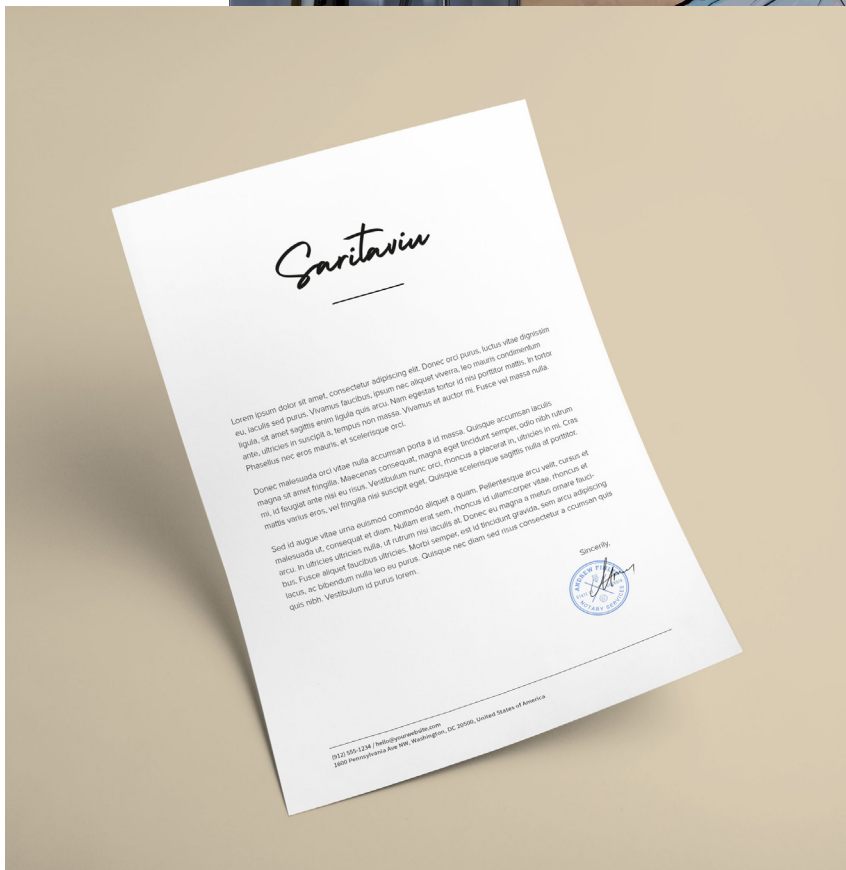 Saritaviu
Lorem ipsum dolor sit amet, consectetur adipiscing elit. Donec orci purus, luctus vitae dignissim
eu, iaculis sed purus. Vivamus faucibus, ipsum nec aliquet viverra, leo mauris condimentum
ligula, sit amet sagittis enim ligula quis arcu. Nam egestas tortor id nisi porttitor mattis. In tortor
ante, ultricies in suscipit a, tempus non massa. Vivamus et auctor mi. Fusce vel massa nulla.
Phasellus nec eros mauris, et scelerisque orci.
Donec malesuada orci vitae nulla accumsan porta a id massa. Quisque accumsan iaculis
magna sit amet fringilla. Maecenas consequat, magna eget tincidunt semper, odio nibh rutrum
mi, id feugiat ante nisi eu risus. Vestibulum nunc orci, rhoncus a placerat in, ultricies in mi. Cras
mattis varius eros, vel fringilla nisi suscipit eget. Quisque scelerisque sagittis nulla at porttitor.
Sed id augue vitae urna euismod commodo aliquet a quam. Pellentesque arcu velit, cursus et
malesuada ut, consequat et diam. Nullam erat sem, rhoncus id ullamcorper vitae, rhoncus et
arcu. In ultricies ultricies nulla, ut rutrum nisi iaculis at. Donec eu magna a metus ornare fauci-
bus. Fusce aliquet faucibus ultricies. Morbi semper, est id tincidunt gravida, sem arcu adipiscing
lacus, ac bibendum nulla leo eu purus. Quisque nec diam sed risus consectetur a ccumsan quis
quis nibh. Vestibulum id purus lorem.
Sincerily,
ANDREW
NOTARY SERVICES
(912) 555-1234 / hello@yourwebsite.com
1600 Pennsylvania Ave NW, Washington, DC 20500, United States of America